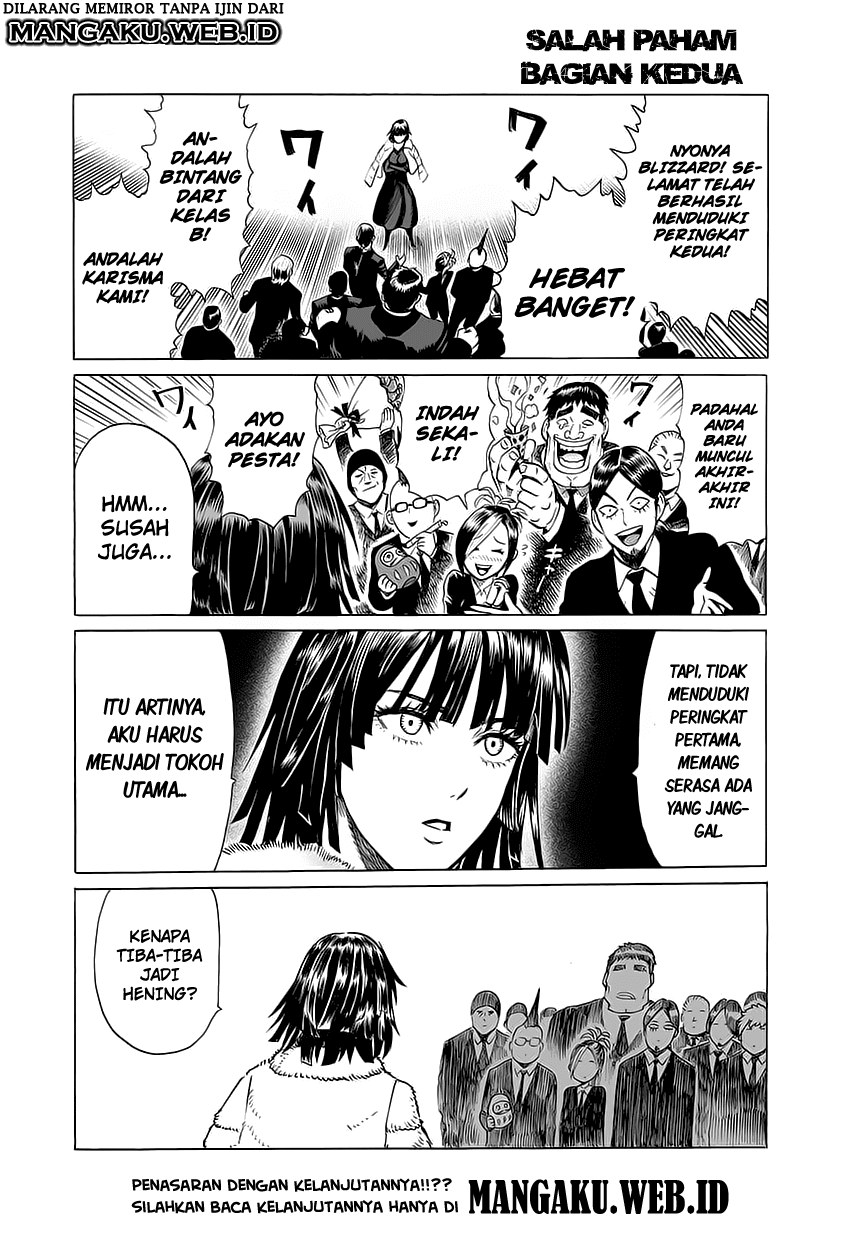 DILARANG MEMIROR TANPA IJIN DARI
MANGAKU.WEB.ID
SALAH PAHAM
BAGIAN KEDUA
NYONYA
BLIZZARD! SE-
LAMAT TELAH
BERHASIL
MENDUDUKI
PERINGKAT
KEDUA!
HEBAT
BANGET!
ワイ
ワイ
AN-
DALAH
BINTANG
DARI
KELAS
B!
ANDALAH
KARISMA
KAMI!
PADAHAL
ANDA
BARU
MUNCUL
AKHIR-
AKHIR
INI!
ワイ
INDAH
SEKA-
LI!
AYO
ADAKAN
PESTA!
ワイ
HMM...
SUSAH
JUGA...
TAPI, TIDAK
MENDUDUKI
PERINGKAT
PERTAMA,
MEMANG
SERASA ADA
YANG JANG-
GAL.
ITU ARTINYA,
AKU HARUS
MENJADI TOKOH
UTAMA...
KENAPA
TIBA-TIBA
JADI
HENING?
PENASARAN DENGAN KELANJUTANNYA!!??
SILAHKAN BACA KELANJUTANNYA HANYA DI MANGAKU.WEB.ID